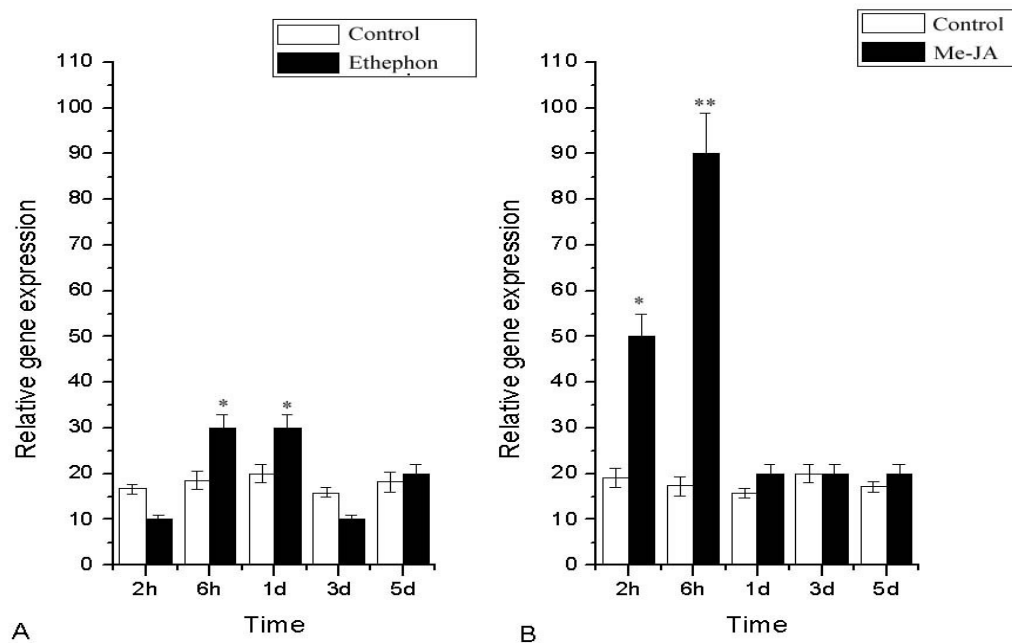 Control
Ethephon
110
100
90
80
70
60
50
40
30
20
10
0
Relative gene expression
*
*
2h 6h 1d 3d 5d
Time
A
Control
Me-JA
110
100
90
80
70
60
50
40
30
20
10
0
Relative gene expression
*
**
2h 6h 1d 3d 5d
Time
B